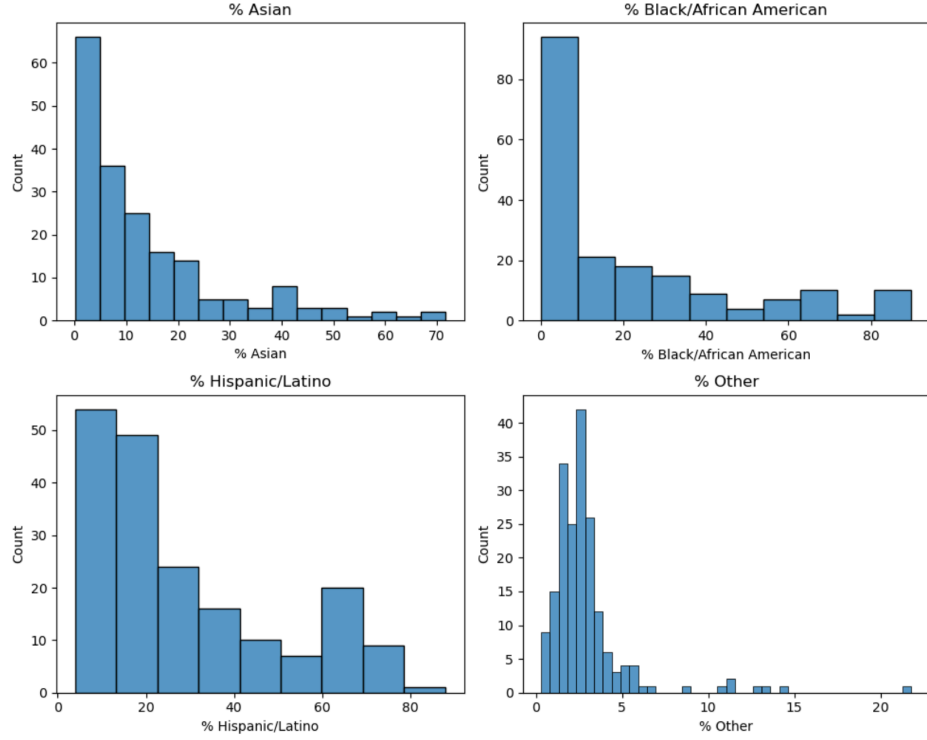 % Asian
60
50
40
30
20
10
0
Count
0 10 20 30 40 50 60 70
% Asian
% Black/African American
80
60
40
20
0
Count
0 20 40 60 80
% Black/African American
% Hispanic/Latino
50
40
30
20
10
0
Count
0 20 40 60 80
% Hispanic/Latino
% Other
40
35
30
25
20
15
10
5
0
Count
0 5 10 15 20
% Other